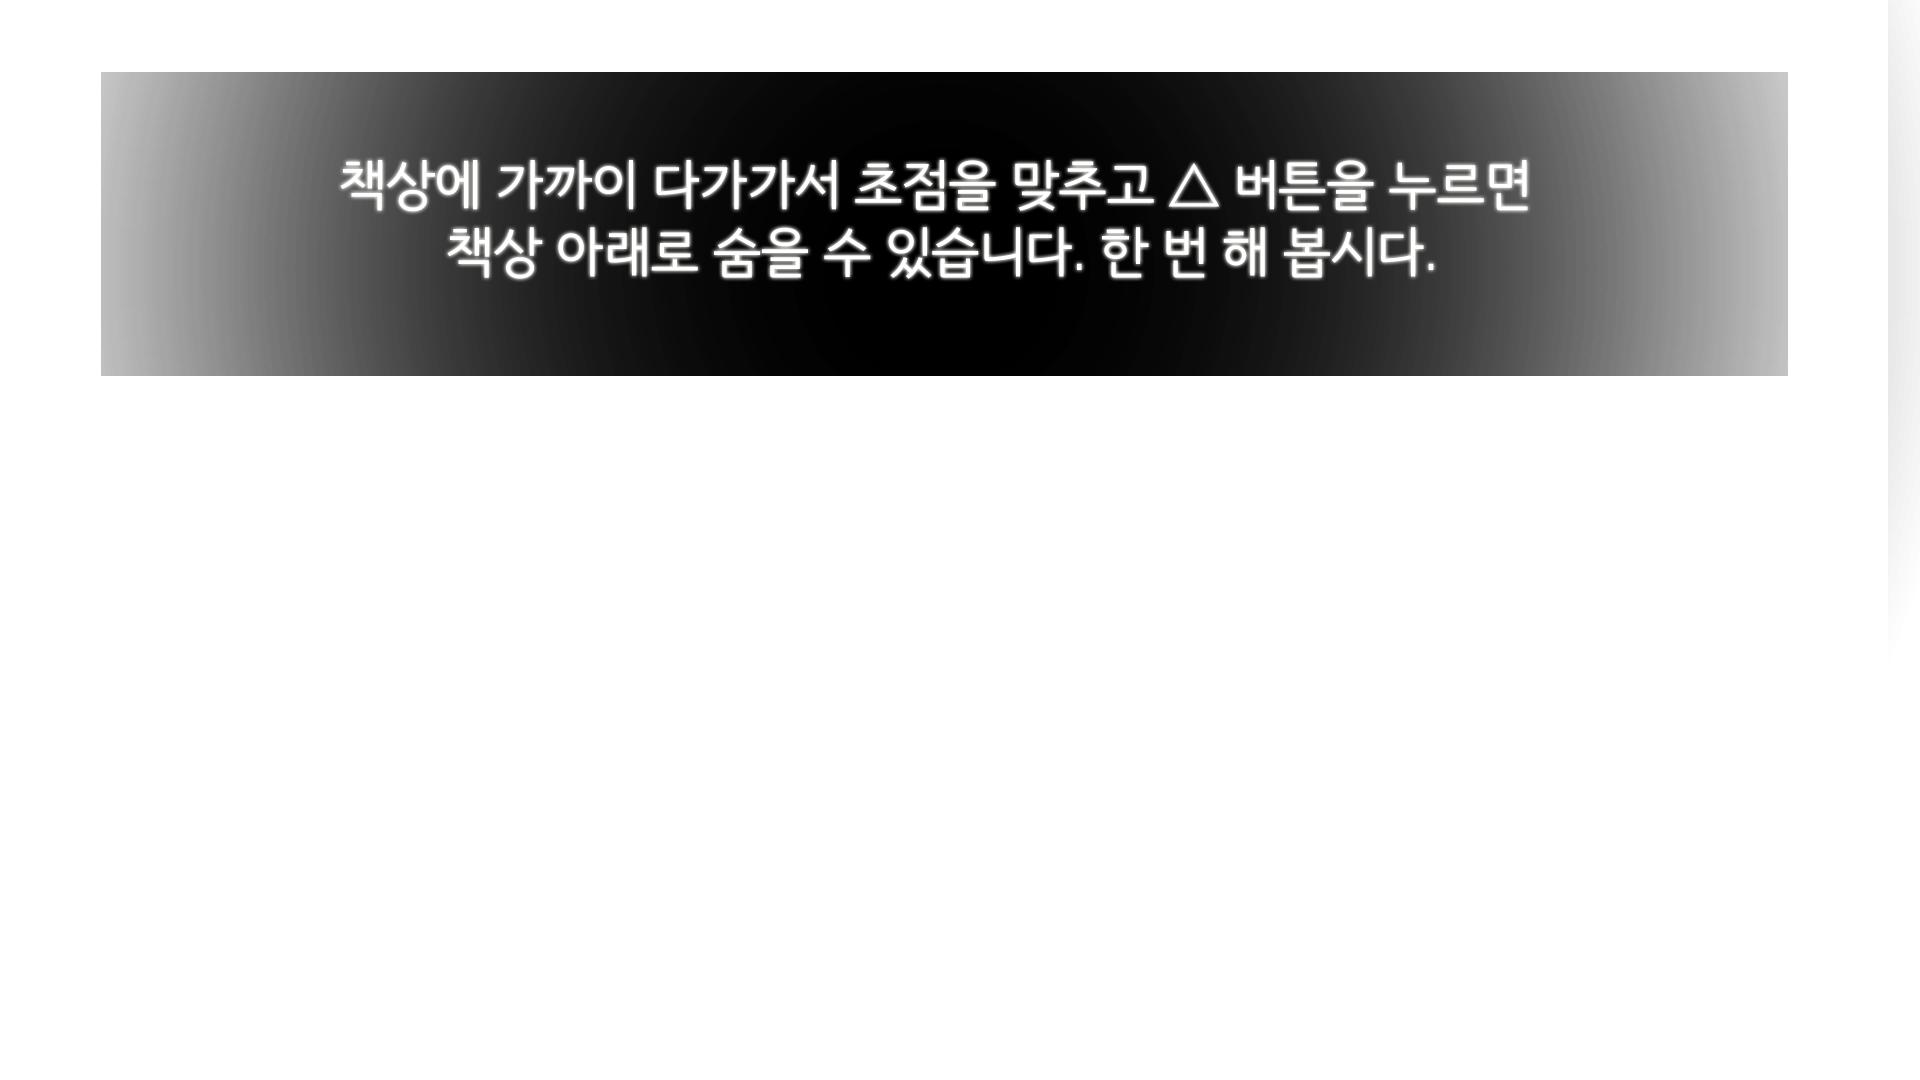 책상에 가까이 다가가서 초점을 맞추고 △ 버튼을 누르면
책상 아래로 숨을 수 있습니다. 한 번 해 봅시다.